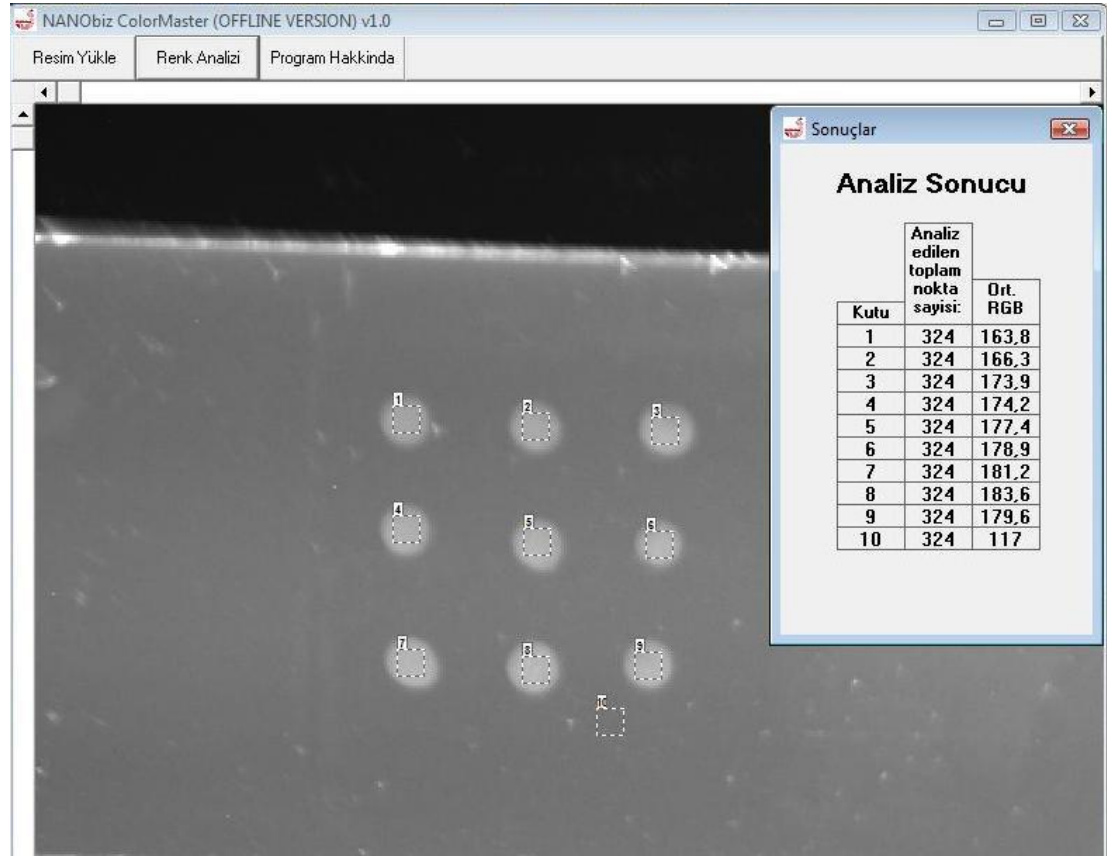 NANObiz ColorMaster (OFFLINE VERSION) v1.0
Resim Yükle Renk Analizi Program Hakkinda
Sonuçlar
Analiz Sonucu
Kutu
Analiz
edilen
toplam
nokta
sayisi:
Ort.
RGB
1 324 163,8
2 324 166,3
3 324 173,9
4 324 174,2
5 324 177,4
6 324 178,9
7 324 181,2
8 324 183,6
9 324 179,6
10 324 117
1 2 3
4 5 6
7 8 9
10